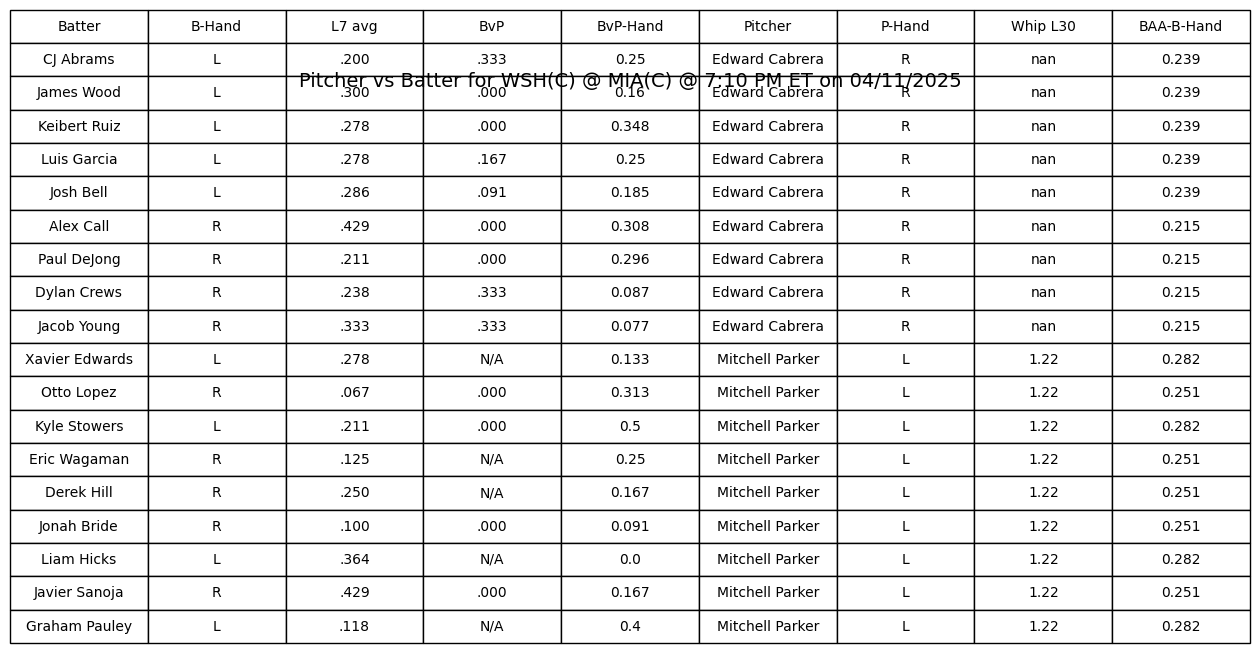 Batter B-Hand L7 avg BvP BvP-Hand Pitcher P-Hand Whip L30 BAA-B-Hand
CJ Abrams L .200 .333 0.25 Edward Cabrera R nan 0.239
Pitcher vs Batter for WSH(C) @ MIA(C) @ 7:10 PM ET on 04/11/2025
James Wood L .300 .000 0.16 Edward Cabrera R nan 0.239
Keibert Ruiz L .278 .000 0.348 Edward Cabrera R nan 0.239
Luis Garcia L .278 .167 0.25 Edward Cabrera R nan 0.239
Josh Bell L .286 .091 0.185 Edward Cabrera R nan 0.239
Alex Call R .429 .000 0.308 Edward Cabrera R nan 0.215
Paul DeJong R .211 .000 0.296 Edward Cabrera R nan 0.215
Dylan Crews R .238 .333 0.087 Edward Cabrera R nan 0.215
Jacob Young R .333 .333 0.077 Edward Cabrera R nan 0.215
Xavier Edwards L .278 N/A 0.133 Mitchell Parker L 1.22 0.282
Otto Lopez R .067 .000 0.313 Mitchell Parker L 1.22 0.251
Kyle Stowers L .211 .000 0.5 Mitchell Parker L 1.22 0.282
Eric Wagaman R .125 N/A 0.25 Mitchell Parker L 1.22 0.251
Derek Hill R .250 N/A 0.167 Mitchell Parker L 1.22 0.251
Jonah Bride R .100 .000 0.091 Mitchell Parker L 1.22 0.251
Liam Hicks L .364 N/A 0.0 Mitchell Parker L 1.22 0.282
Javier Sanoja R .429 .000 0.167 Mitchell Parker L 1.22 0.251
Graham Pauley L .118 N/A 0.4 Mitchell Parker L 1.22 0.282